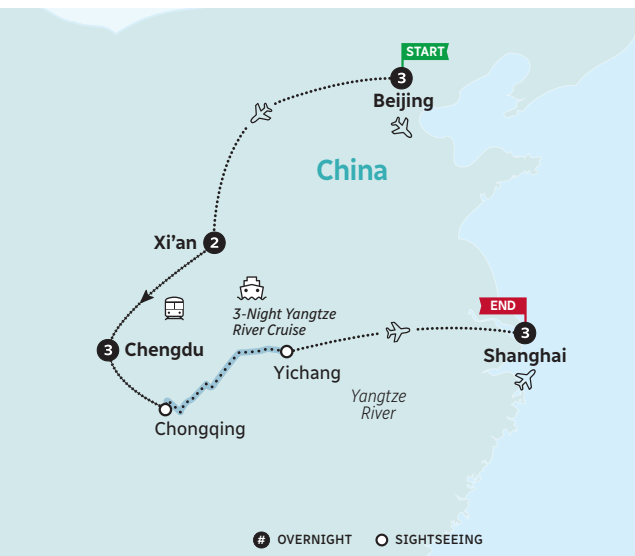 START
3
Beijing
China
Xi'an 2
3-Night Yangtze
River Cruise
END
3 Chengdu
3
Shanghai
Yichang
Yangtze
River
Chongqing
# OVERNIGHT
SIGHTSEEING